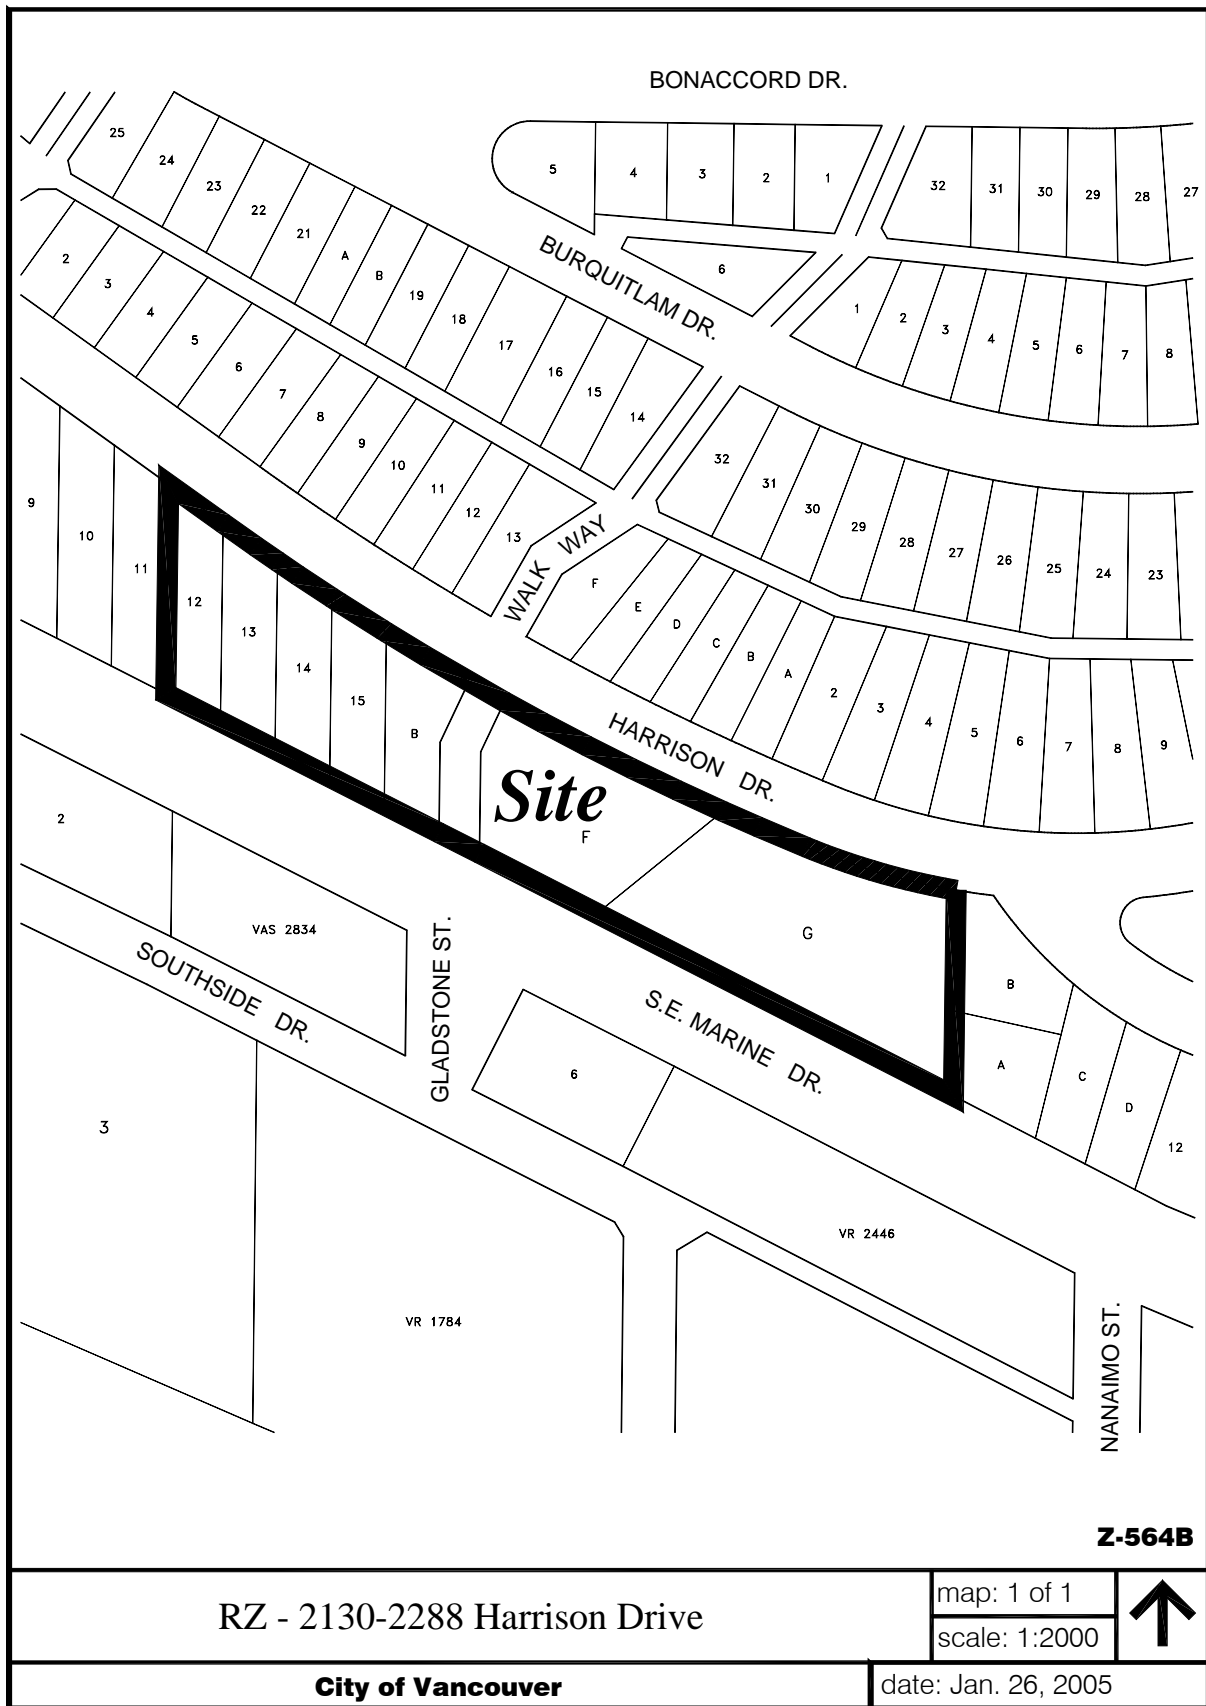 BONACCORD DR.
25
24
23
22
21
A
B
19
18
17
16
15
14
5
4
3
2
1
32
31
30
29
28
27
BURQUITLAM DR.
6
1
2
3
4
5
6
7
8
2
3
4
5
6
7
8
9
10
11
12
13
WALK WAY
32
31
30
29
28
27
26
25
24
23
F
E
D
C
B
A
2
3
4
5
6
7
8
9
9
10
11
12
13
14
15
B
HARRISON DR.
Site
F
G
B
A
C
D
12
2
VAS 2834
SOUTHSIDE DR.
GLADSTONE ST.
S.E. MARINE DR.
6
3
VR 2446
VR 1784
NANAIMO ST.
Z-564B
RZ - 2130-2288 Harrison Drive
map: 1 of 1
scale: 1:2000
City of Vancouver
date: Jan. 26, 2005